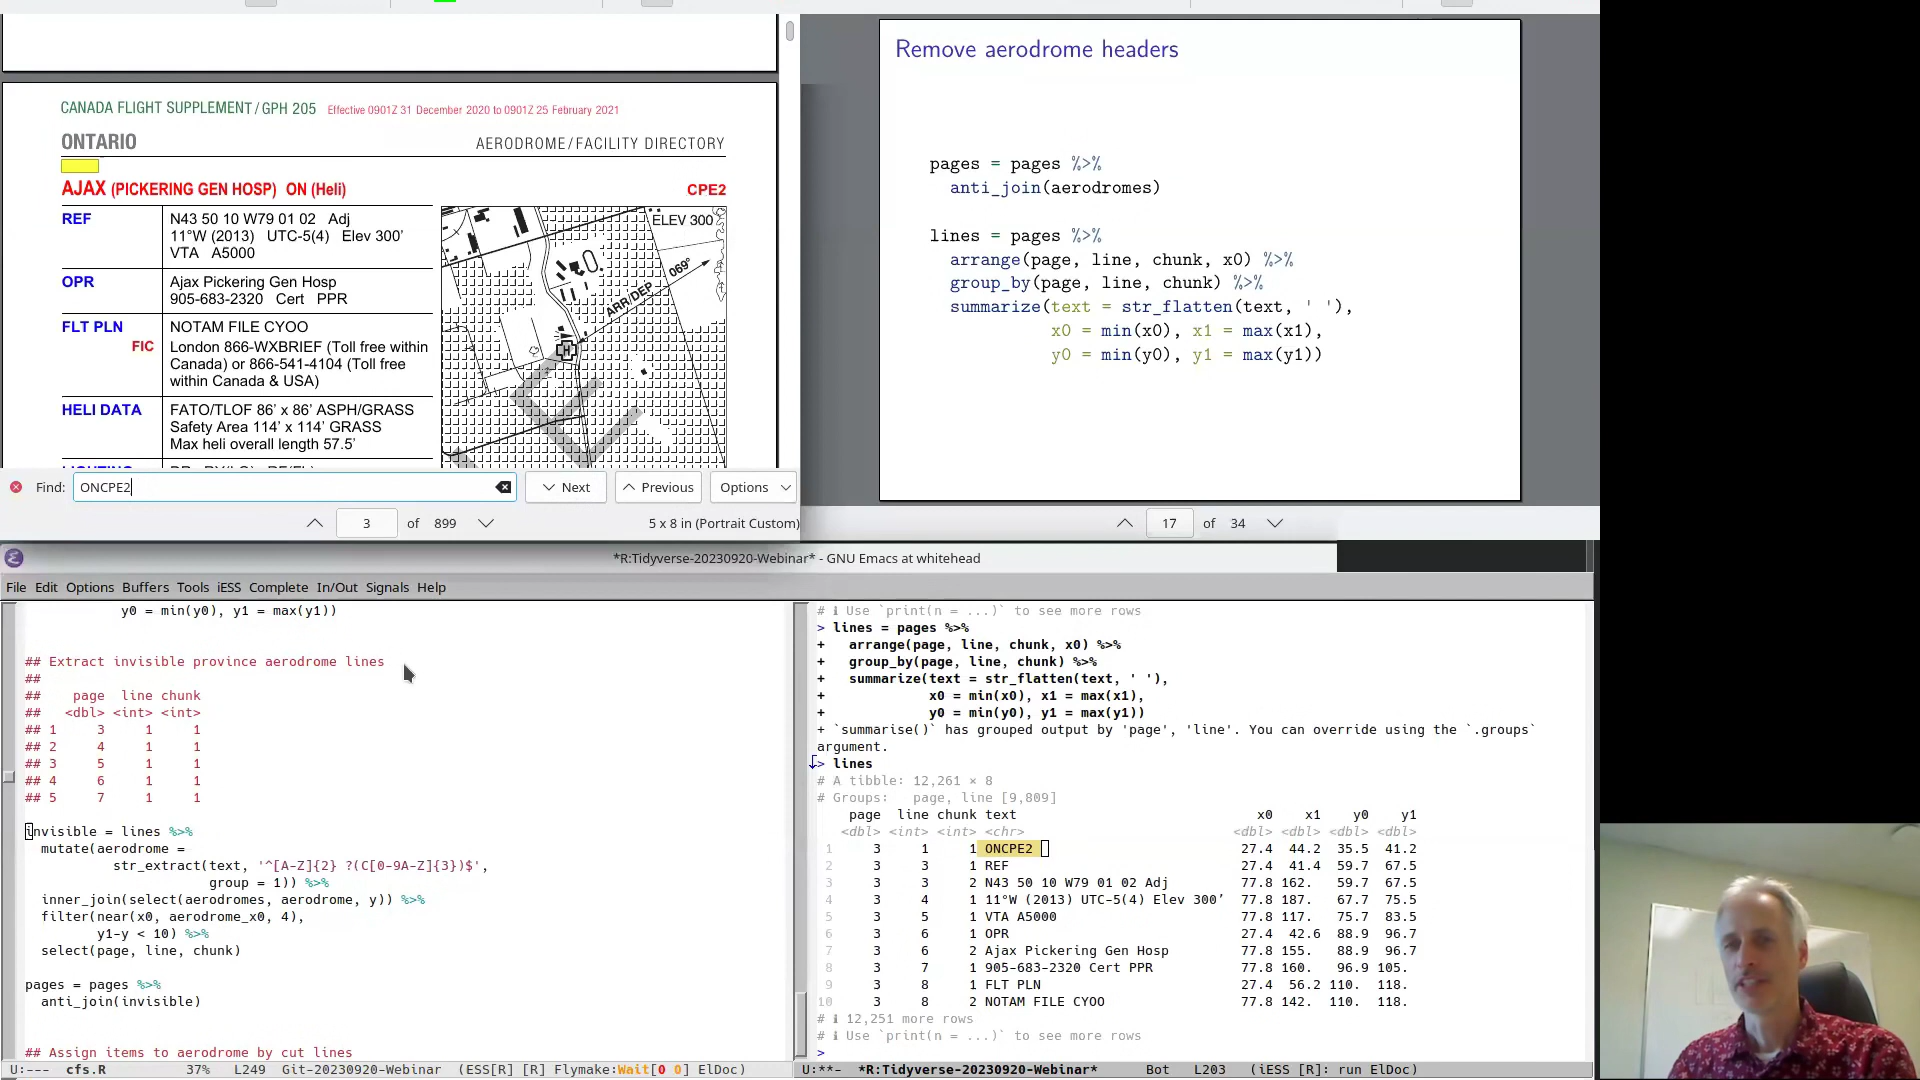 CANADA FLIGHT SUPPLEMENT / GPH 205 Effective 0901Z 31 December 2020 to 0901Z 25 February 2021
ONTARIO AERODROME/FACILITY DIRECTORY
AJAX (PICKERING GEN HOSP) ON (Heli) CPE2
REF N43 50 10 W79 01 02 Adj
11°W (2013) UTC-5(4) Elev 300'
VTA A5000
OPR Ajax Pickering Gen Hosp
905-683-2320 Cert PPR
FLT PLN NOTAM FILE CYOO
FIC London 866-WXBRIEF (Toll free within
Canada) or 866-541-4104 (Toll free
within Canada & USA)
HELI DATA FATO/TLOF 86' x 86' ASPH/GRASS
Safety Area 114' x 114' GRASS
Max heli overall length 57.5'
ELEV 300
069°
ARR/DEP
H
Find: ONCPE2 Next Previous Options
3 of 899 5 x 8 in (Portrait Custom)
Remove aerodrome headers
pages = pages %>%
anti_join(aerodromes)
lines = pages %>%
arrange(page, line, chunk, x0) %>%
group_by(page, line, chunk) %>%
summarize(text = str_flatten(text, ' '),
x0 = min(x0), x1 = max(x1),
y0 = min(y0), y1 = max(y1))
17 of 34
*R:Tidyverse-20230920-Webinar* - GNU Emacs at whitehead
File Edit Options Buffers Tools iESS Complete In/Out Signals Help
y0 = min(y0), y1 = max(y1))
## Extract invisible province aerodrome lines
##
## page line chunk
## <dbl> <int> <int>
## 1 3 1 1
## 2 4 1 1
## 3 5 1 1
## 4 6 1 1
## 5 7 1 1
invisible = lines %>%
mutate(aerodrome =
str_extract(text, '^[A-Z]{2} ?(C[0-9A-Z]{3})$',
group = 1)) %>%
inner_join(select(aerodromes, aerodrome, y)) %>%
filter(near(x0, aerodrome_x0, 4),
y1-y < 10) %>%
select(page, line, chunk)
pages = pages %>%
anti_join(invisible)
## Assign items to aerodrome by cut lines
U:--- cfs.R 37% L249 Git-20230920-Webinar (ESS[R] [R] Flymake:Wait[0 0] ElDoc)
# ℹ Use `print(n = ...)` to see more rows
> lines = pages %>%
+ arrange(page, line, chunk, x0) %>%
+ group_by(page, line, chunk) %>%
+ summarize(text = str_flatten(text, ' '),
+ x0 = min(x0), x1 = max(x1),
+ y0 = min(y0), y1 = max(y1))
+ `summarise()` has grouped output by 'page', 'line'. You can override using the `.groups`
argument.
> lines
# A tibble: 12,261 × 8
# Groups: page, line [9,809]
page line chunk text x0 x1 y0 y1
<dbl> <int> <int> <chr> <dbl> <dbl> <dbl> <dbl>
1 3 1 1 ONCPE2 27.4 44.2 35.5 41.2
2 3 3 1 REF 27.4 41.4 59.7 67.5
3 3 3 2 N43 50 10 W79 01 02 Adj 77.8 162. 59.7 67.5
4 3 4 1 11°W (2013) UTC-5(4) Elev 300’ 77.8 187. 67.7 75.5
5 3 5 1 VTA A5000 77.8 117. 75.7 83.5
6 3 6 1 OPR 27.4 42.6 88.9 96.7
7 3 6 2 Ajax Pickering Gen Hosp 77.8 155. 88.9 96.7
8 3 7 1 905-683-2320 Cert PPR 77.8 160. 96.9 105.
9 3 8 1 FLT PLN 27.4 56.2 110. 118.
10 3 8 2 NOTAM FILE CYOO 77.8 142. 110. 118.
# ℹ 12,251 more rows
# ℹ Use `print(n = ...)` to see more rows
>
U:**- *R:Tidyverse-20230920-Webinar* Bot L203 (iESS [R]: run ElDoc)